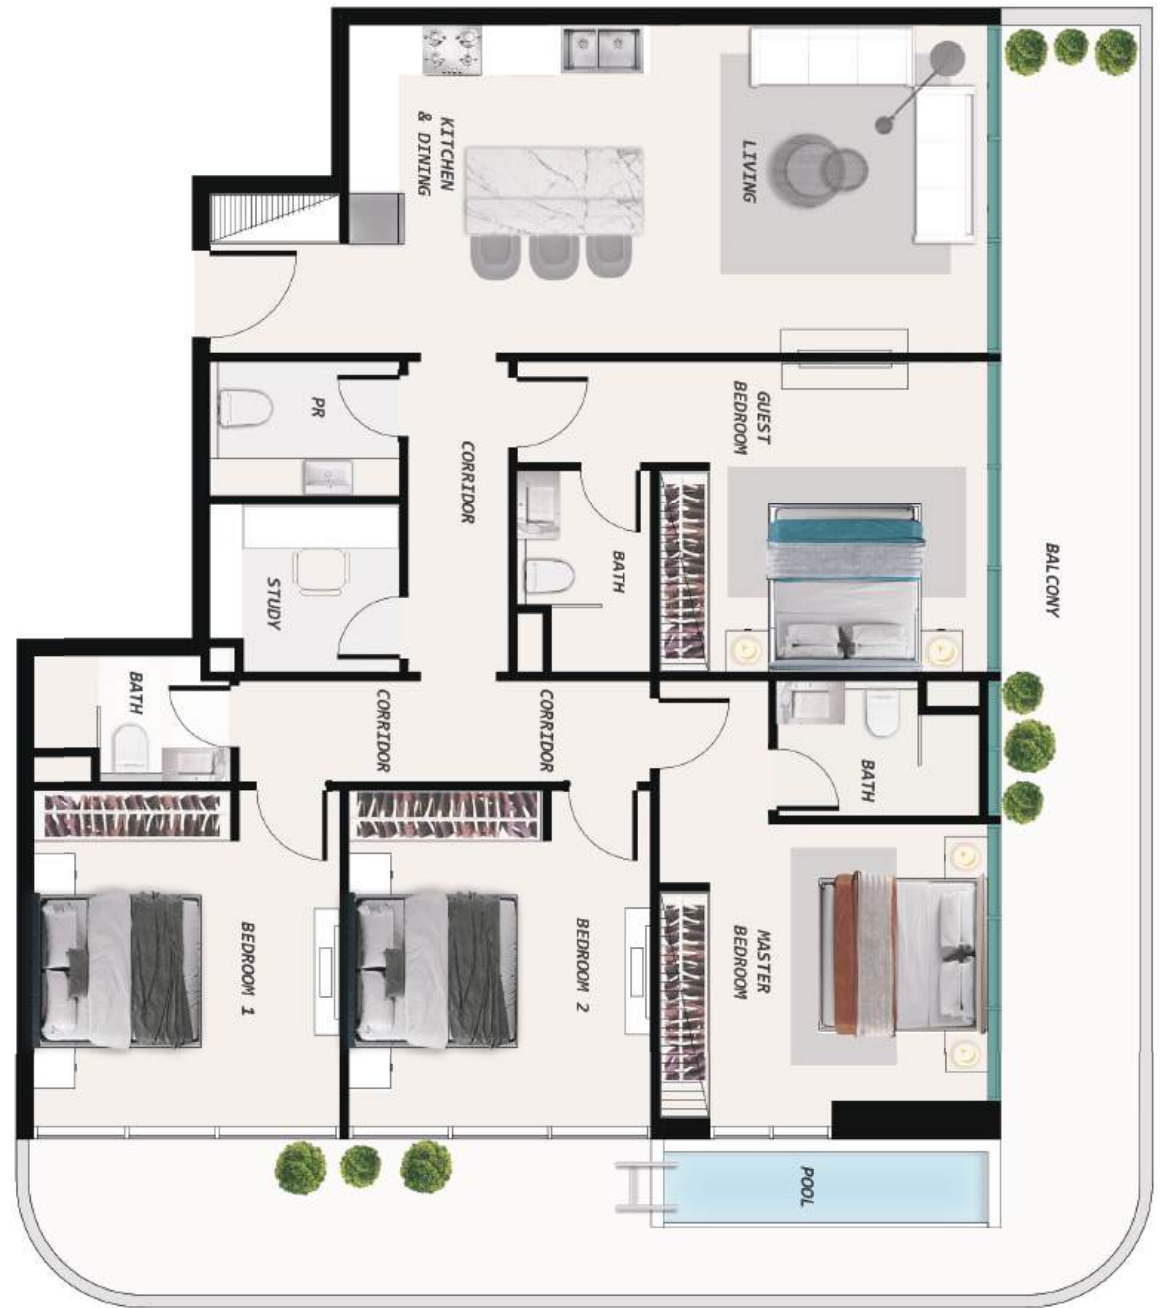 KITCHEN
& DINING
LIVING
PR
CORRIDOR
GUEST
BEDROOM
STUDY
BATH
BALCONY
BATH
CORRIDOR
CORRIDOR
BATH
BEDROOM 1
BEDROOM 2
MASTER
BEDROOM
POOL